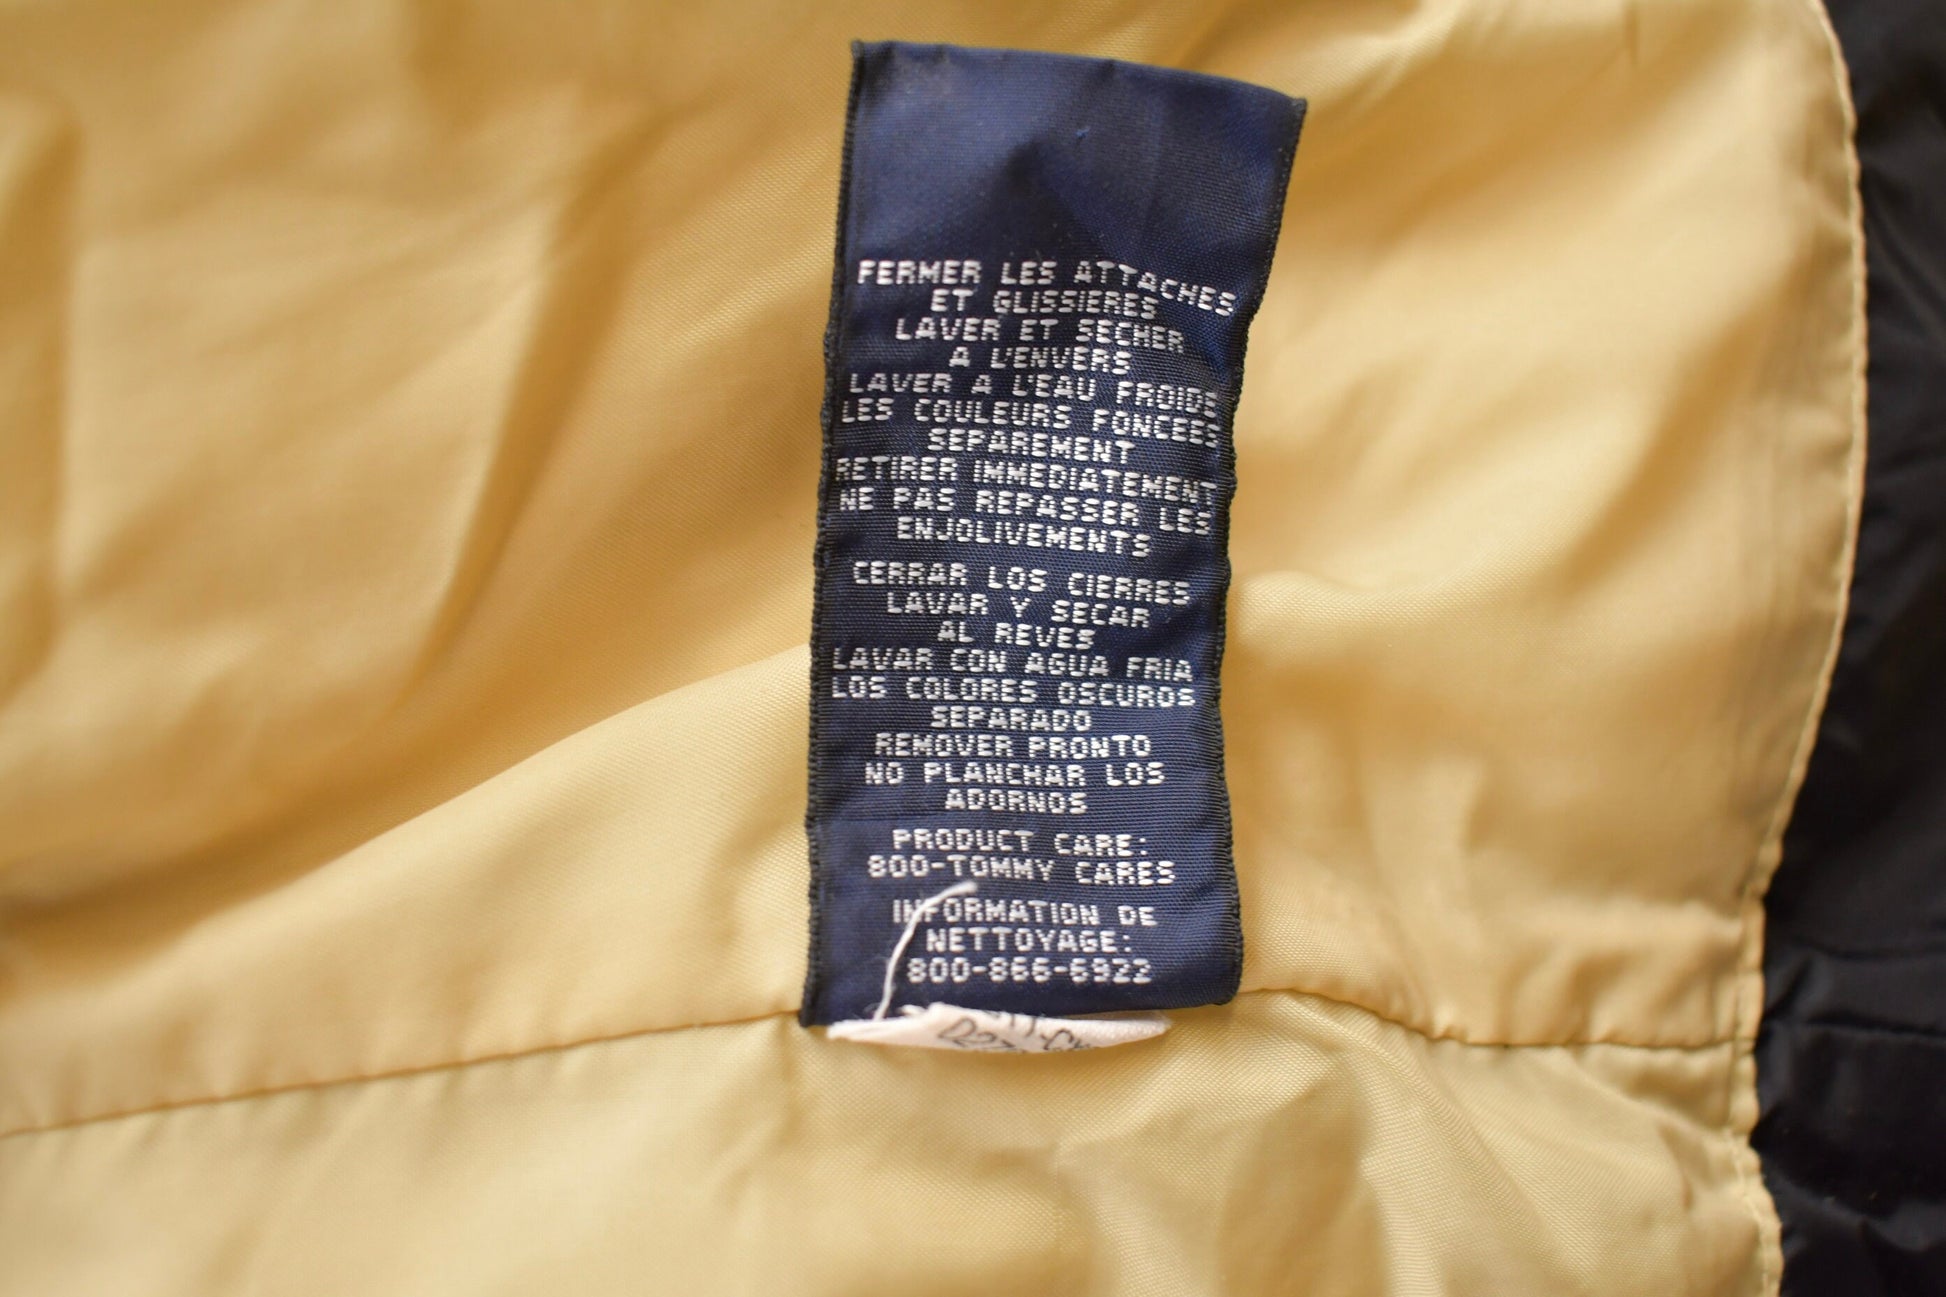 FERMER LES ATTACHES
ET GLISSIERES
LAVER ET SECHER
A L'ENVERS
LAVER A L'EAU FROIDE
LES COULEURS FONCEES
SEPAREMENT
RETIRER IMMEDIATEMENT
NE PAS REPASSER LES
ENJOLIVEMENTS
CERRAR LOS CIERRES
LAVAR Y SECAR
AL REVES
LAVAR CON AGUA FRIA
LOS COLORES OSCUROS
SEPARADO
REMOVER PRONTO
NO PLANCHAR LOS
ADORNOS
PRODUCT CARE:
800-TOMMY CARES
INFORMATION DE
NETTOYAGE:
800-866-6922